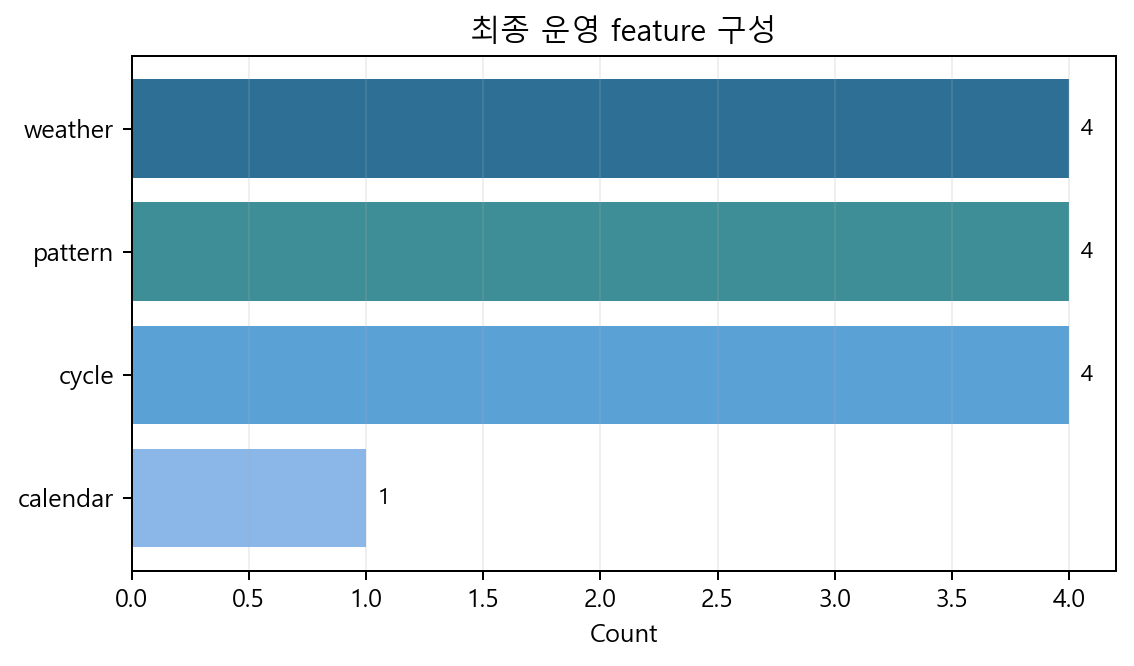 최종 운영 feature 구성
weather
4
pattern
4
cycle
4
calendar
1
0.0 0.5 1.0 1.5 2.0 2.5 3.0 3.5 4.0
Count